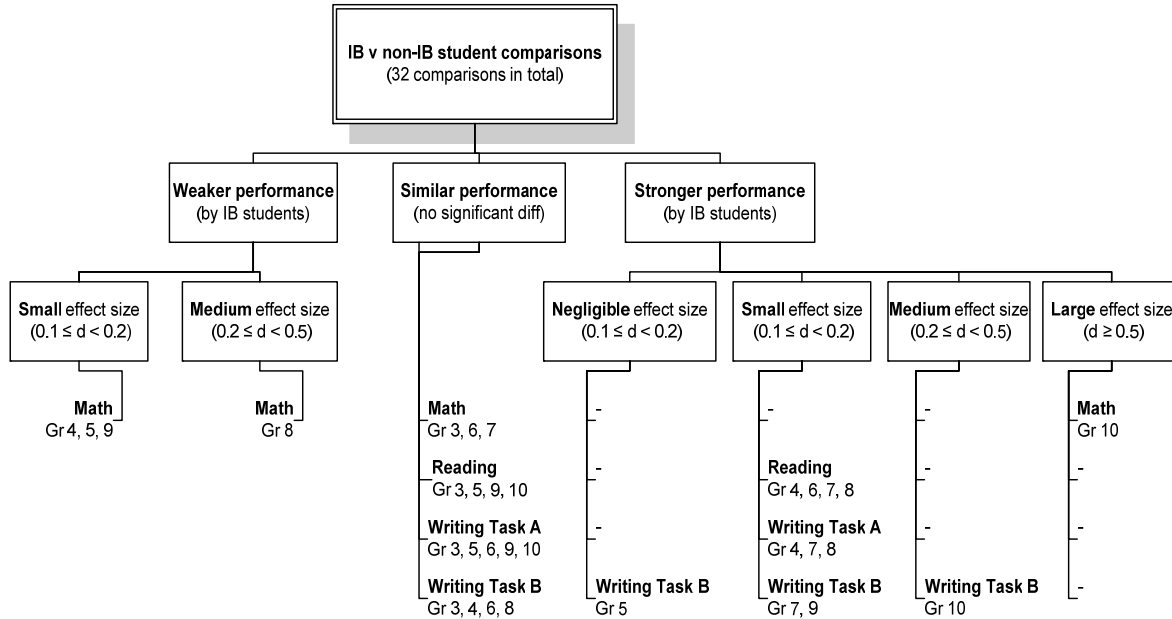 IB v non-IB student comparisons
(32 comparisons in total)
Weaker performance
(by IB students)
Similar performance
(no significant diff)
Stronger performance
(by IB students)
Small effect size
(0.1 ≤ d < 0.2)
Medium effect size
(0.2 ≤ d < 0.5)
Negligible effect size
(0.1 ≤ d < 0.2)
Small effect size
(0.1 ≤ d < 0.2)
Medium effect size
(0.2 ≤ d < 0.5)
Large effect size
(d ≥ 0.5)
Math
Gr 4, 5, 9
Math
Gr 8
Math
Gr 3, 6, 7
-
-
-
Math
Gr 10
Reading
Gr 3, 5, 9, 10
-
Reading
Gr 4, 6, 7, 8
-
-
Writing Task A
Gr 3, 5, 6, 9, 10
-
Writing Task A
Gr 4, 7, 8
-
-
Writing Task B
Gr 3, 4, 6, 8
Writing Task B
Gr 5
Writing Task B
Gr 7, 9
Writing Task B
Gr 10
-